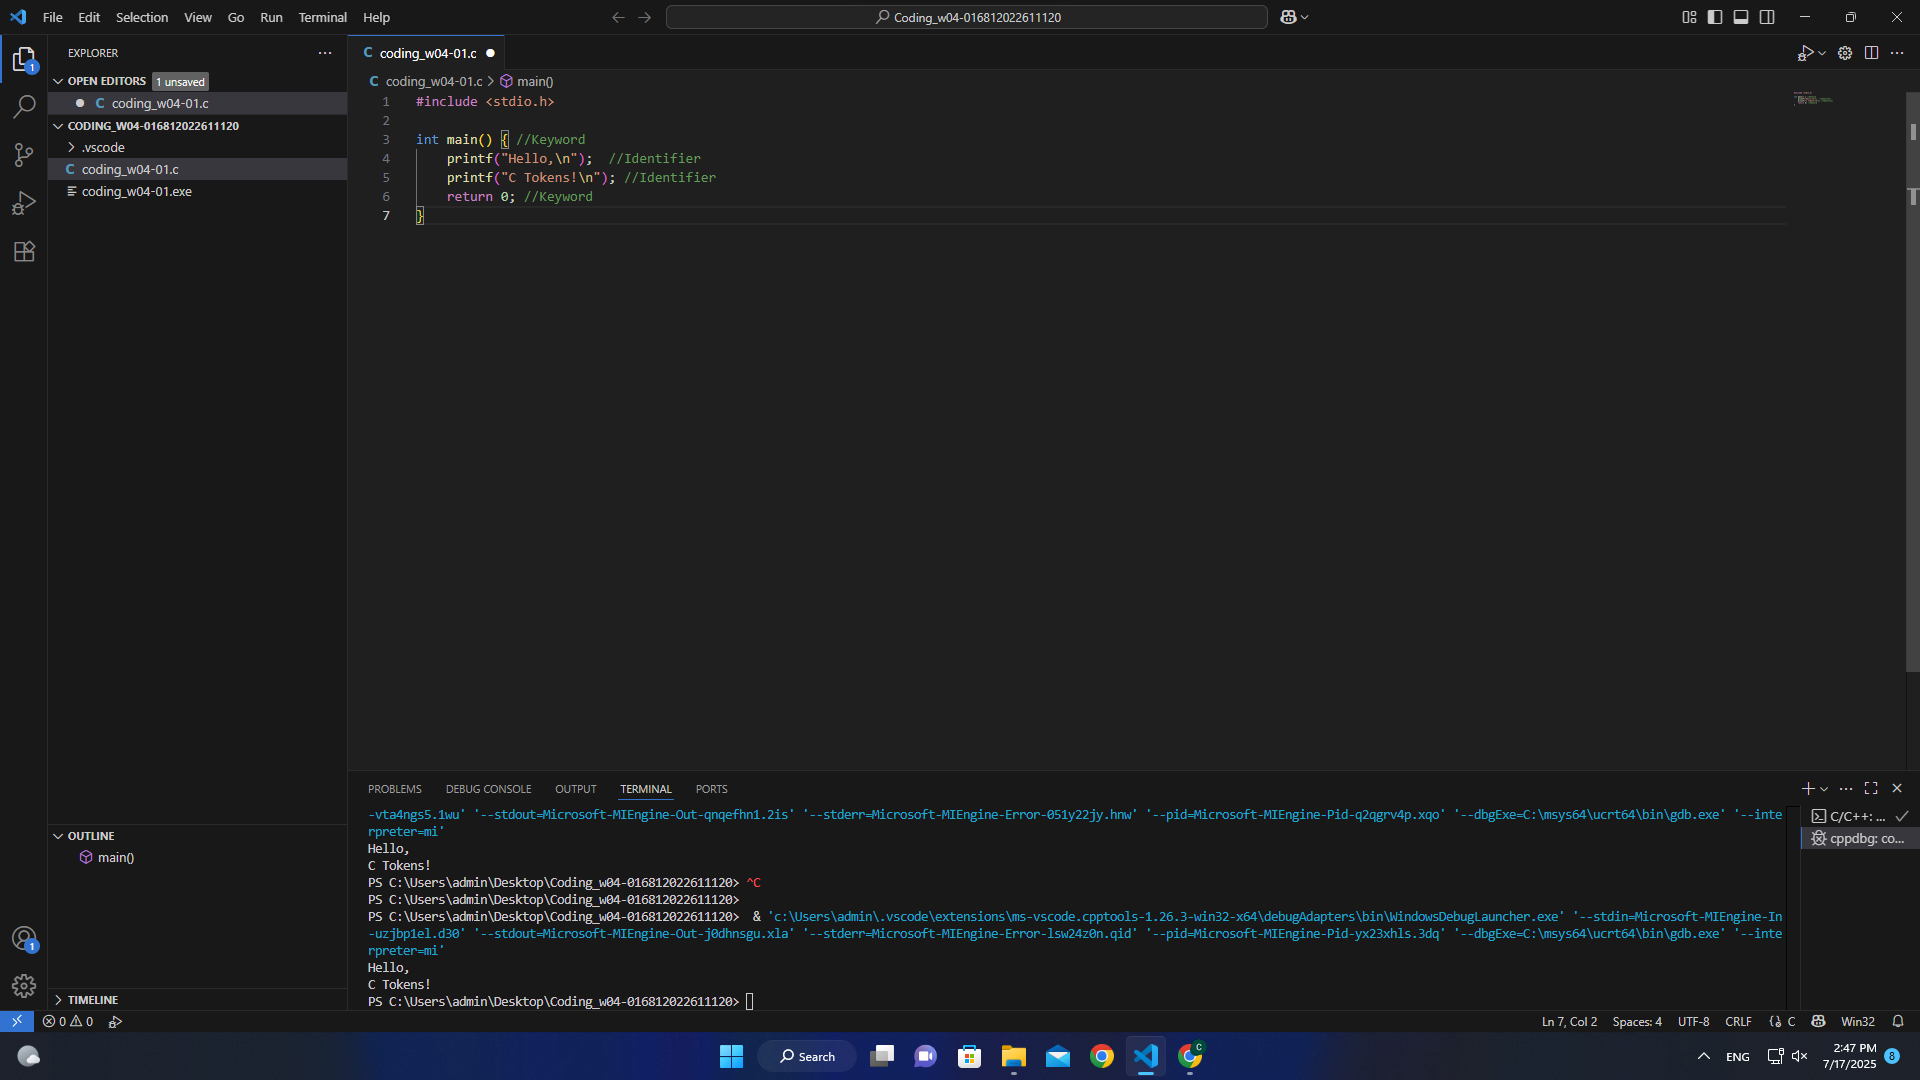 File Edit Selection View Go Run Terminal Help
Coding_w04-016812022611120
EXPLORER
OPEN EDITORS 1 unsaved
C coding_w04-01.c
CODING_W04-016812022611120
.vscode
C coding_w04-01.c
coding_w04-01.exe
OUTLINE
main()
TIMELINE
1
1
C coding_w04-01.c
C coding_w04-01.c > main()
1 #include <stdio.h>
2
3 int main() { //Keyword
4 printf("Hello,\n");  //Identifier
5 printf("C Tokens!\n"); //Identifier
6 return 0; //Keyword
7 }
PROBLEMS DEBUG CONSOLE OUTPUT TERMINAL PORTS
-vta4ngs5.1wu' '--stdout=Microsoft-MIEngine-Out-qnqefhn1.2is' '--stderr=Microsoft-MIEngine-Error-051y22jy.hnw' '--pid=Microsoft-MIEngine-Pid-q2qgrv4p.xqo' '--dbgExe=C:\msys64\ucrt64\bin\gdb.exe' '--inte
rpreter=mi'
Hello,
C Tokens!
PS C:\Users\admin\Desktop\Coding_w04-016812022611120> ^C
PS C:\Users\admin\Desktop\Coding_w04-016812022611120>
PS C:\Users\admin\Desktop\Coding_w04-016812022611120>  & 'c:\Users\admin\.vscode\extensions\ms-vscode.cpptools-1.26.3-win32-x64\debugAdapters\bin\WindowsDebugLauncher.exe' '--stdin=Microsoft-MIEngine-In
-uzjbp1el.d30' '--stdout=Microsoft-MIEngine-Out-j0dhnsgu.xla' '--stderr=Microsoft-MIEngine-Error-lsw24z0n.qid' '--pid=Microsoft-MIEngine-Pid-yx23xhls.3dq' '--dbgExe=C:\msys64\ucrt64\bin\gdb.exe' '--inte
rpreter=mi'
Hello,
C Tokens!
PS C:\Users\admin\Desktop\Coding_w04-016812022611120>
C/C++: ...
cppdbg: co...
0 0
Ln 7, Col 2 Spaces: 4 UTF-8 CRLF C Win32
Search
C
ENG
2:47 PM
7/17/2025
8